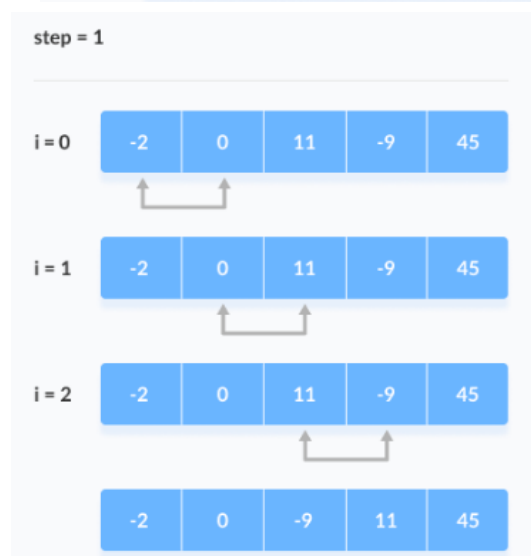 step = 1
i = 0 -2 0 11 -9 45
i = 1 -2 0 11 -9 45
i = 2 -2 0 11 -9 45
-2 0 -9 11 45